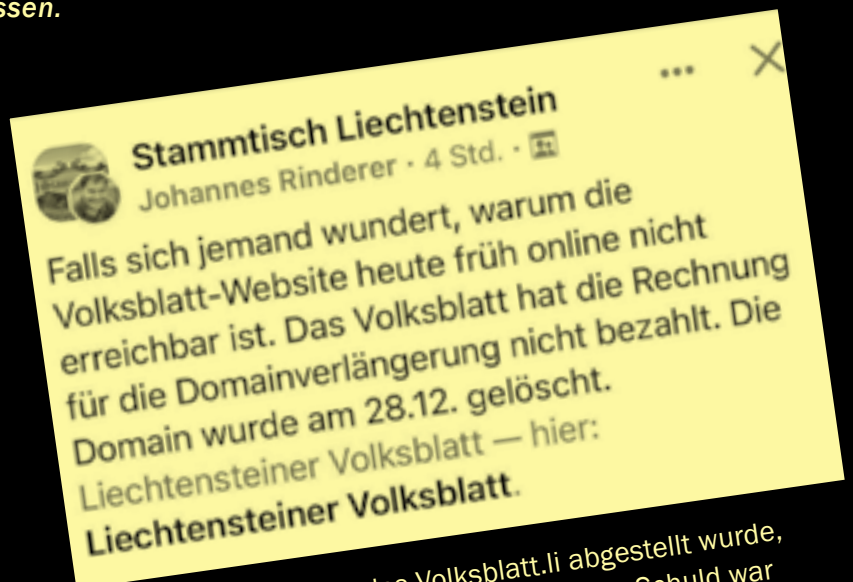 ssen.
Stammtisch Liechtenstein
Johannes Rinderer · 4 Std. ·
Falls sich jemand wundert, warum die
Volksblatt-Website heute früh online nicht
erreichbar ist. Das Volksblatt hat die Rechnung
für die Domainverlängerung nicht bezahlt. Die
Domain wurde am 28.12. gelöscht.
Liechtensteiner Volksblatt — hier:
Liechtensteiner Volksblatt.
Volksblatt.li abgestellt wurde,
Schuld war